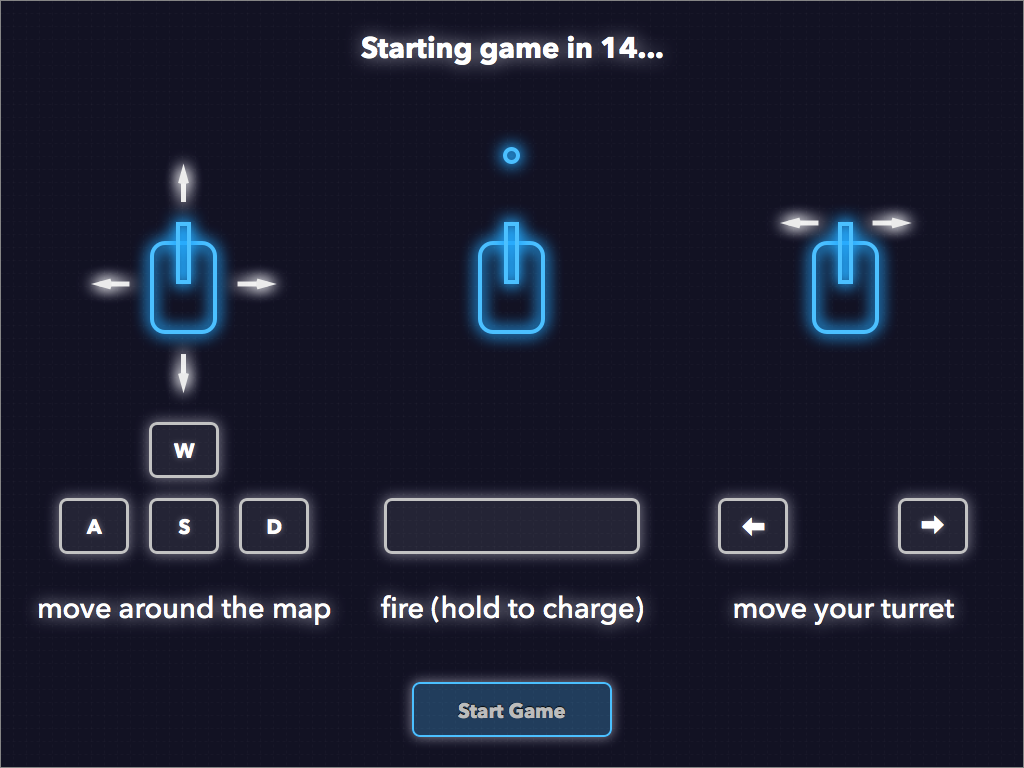 Starting game in 14...
W
A S D
move around the map
fire (hold to charge)
move your turret
Start Game